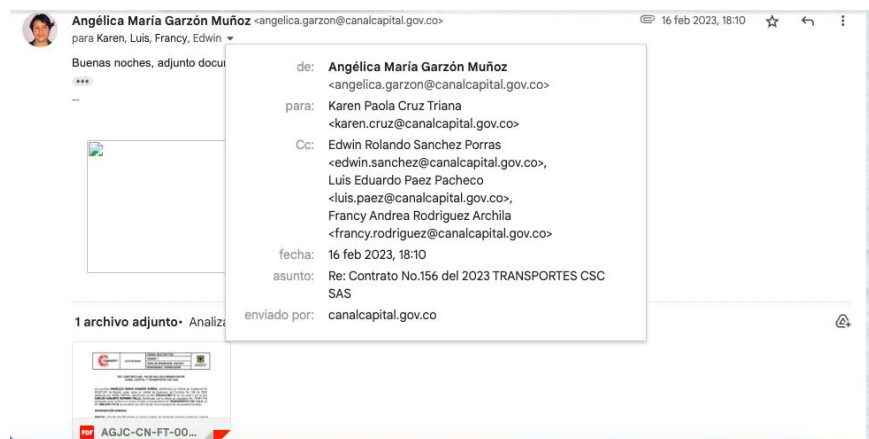 Angélica María Garzón Muñoz <angelica.garzon@canalcapital.gov.co>
16 feb 2023, 18:10
para Karen, Luis, Francy, Edwin
Buenas noches, adjunto docu
--
de: Angélica María Garzón Muñoz
<angelica.garzon@canalcapital.gov.co>
para: Karen Paola Cruz Triana
<karen.cruz@canalcapital.gov.co>
Cc: Edwin Rolando Sanchez Porras
<edwin.sanchez@canalcapital.gov.co>,
Luis Eduardo Paez Pacheco
<luis.paez@canalcapital.gov.co>,
Francy Andrea Rodriguez Archila
<francy.rodriguez@canalcapital.gov.co>
fecha: 16 feb 2023, 18:10
asunto: Re: Contrato No.156 del 2023 TRANSPORTES CSC
SAS
enviado por: canalcapital.gov.co
1 archivo adjunto • Analiza
PDF AGJC-CN-FT-00...